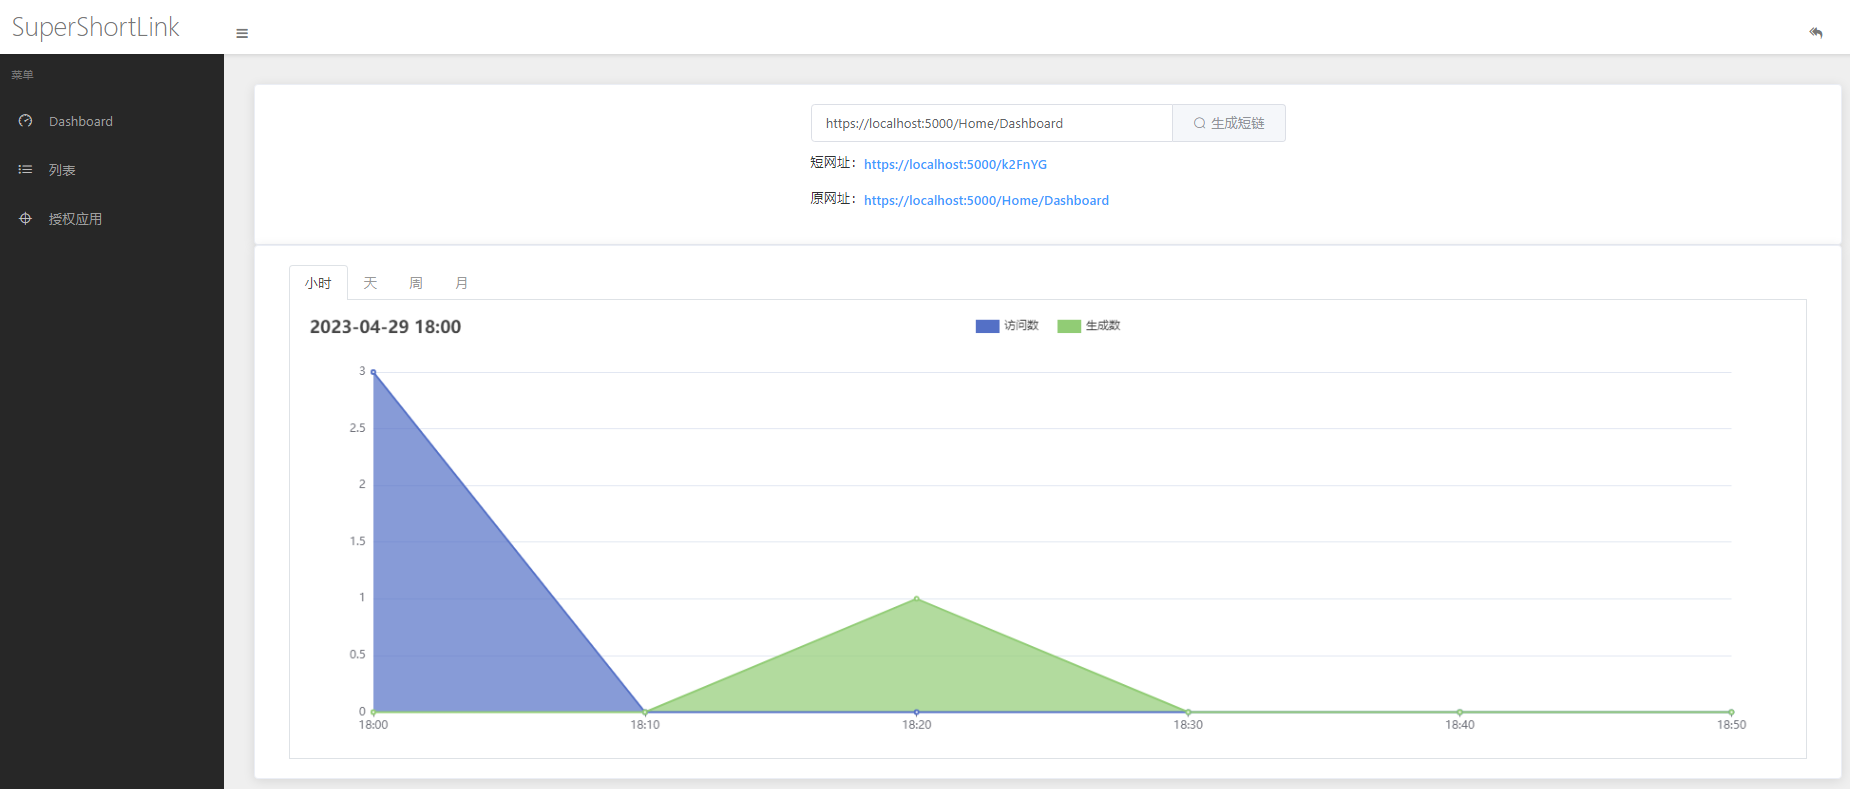 SuperShortLink
菜单
Dashboard
列表
授权应用
https://localhost:5000/Home/Dashboard
生成短链
短网址： https://localhost:5000/k2FnYG
原网址： https://localhost:5000/Home/Dashboard
小时 天 周 月
2023-04-29 18:00
访问数 生成数
3
2.5
2
1.5
1
0.5
0
18:00 18:10 18:20 18:30 18:40 18:50